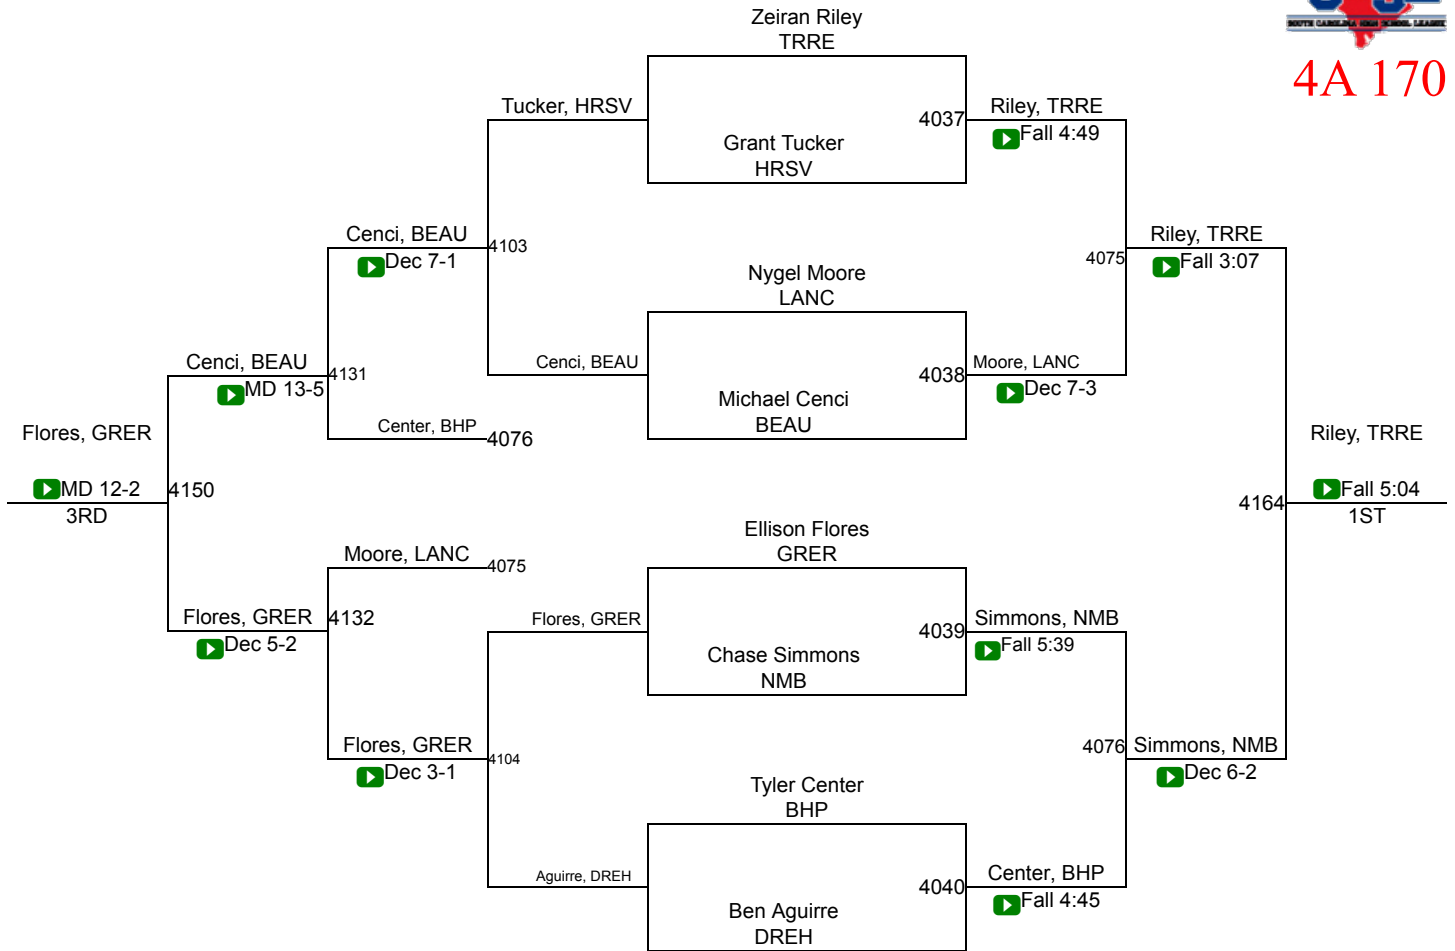 Zeiran Riley
TRRE
SOUTH CAROLINA HIGH SCHOOL LEAGUE
4A 170
Tucker, HRSV
4037
Riley, TRRE
Fall 4:49
Grant Tucker
HRSV
Cenci, BEAU
4103
Dec 7-1
Riley, TRRE
4075
Fall 3:07
Nygel Moore
LANC
Cenci, BEAU
4131
MD 13-5
Cenci, BEAU
4038
Moore, LANC
Dec 7-3
Michael Cenci
BEAU
Center, BHP
4076
Flores, GRER
Riley, TRRE
MD 12-2
4150
3RD
4164
Fall 5:04
1ST
Ellison Flores
GRER
Moore, LANC
4075
Flores, GRER
4132
Dec 5-2
Flores, GRER
4039
Simmons, NMB
Fall 5:39
Chase Simmons
NMB
Flores, GRER
4104
Dec 3-1
4076
Simmons, NMB
Dec 6-2
Tyler Center
BHP
Aguirre, DREH
4040
Center, BHP
Fall 4:45
Ben Aguirre
DREH